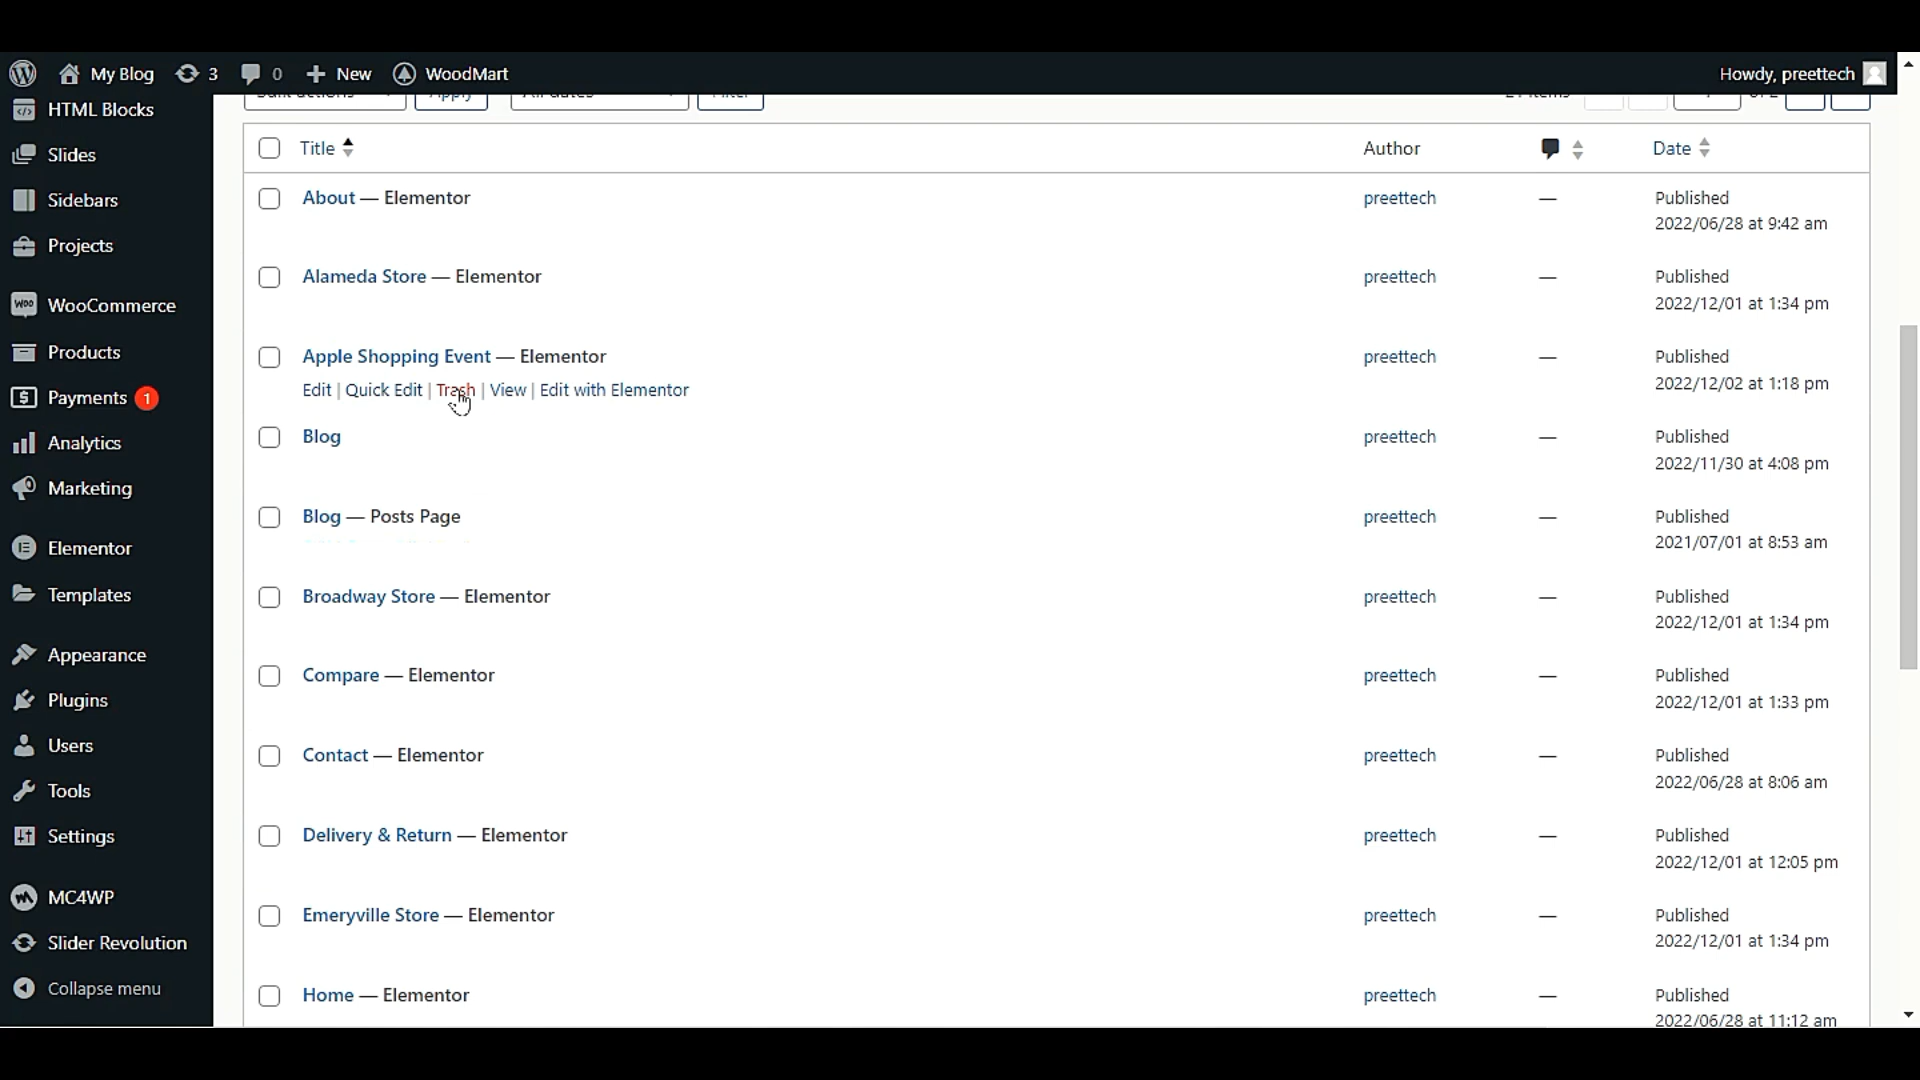 My Blog 3 0 New WoodMart Howdy, preettech
HTML Blocks
Slides
Sidebars
Projects
WooCommerce
Products
Payments 1
Analytics
Marketing
Elementor
Templates
Appearance
Plugins
Users
Tools
Settings
MC4WP
Slider Revolution
Collapse menu
Bulk actions Apply All dates Filter
Title Author Date
About — Elementor preettech — Published
2022/06/28 at 9:42 am
Alameda Store — Elementor preettech — Published
2022/12/01 at 1:34 pm
Apple Shopping Event — Elementor preettech — Published
2022/12/02 at 1:18 pm
Edit | Quick Edit | Trash | View | Edit with Elementor
Blog preettech — Published
2022/11/30 at 4:08 pm
Blog — Posts Page preettech — Published
2021/07/01 at 8:53 am
Broadway Store — Elementor preettech — Published
2022/12/01 at 1:34 pm
Compare — Elementor preettech — Published
2022/12/01 at 1:33 pm
Contact — Elementor preettech — Published
2022/06/28 at 8:06 am
Delivery & Return — Elementor preettech — Published
2022/12/01 at 12:05 pm
Emeryville Store — Elementor preettech — Published
2022/12/01 at 1:34 pm
Home — Elementor preettech — Published
2022/06/28 at 11:12 am